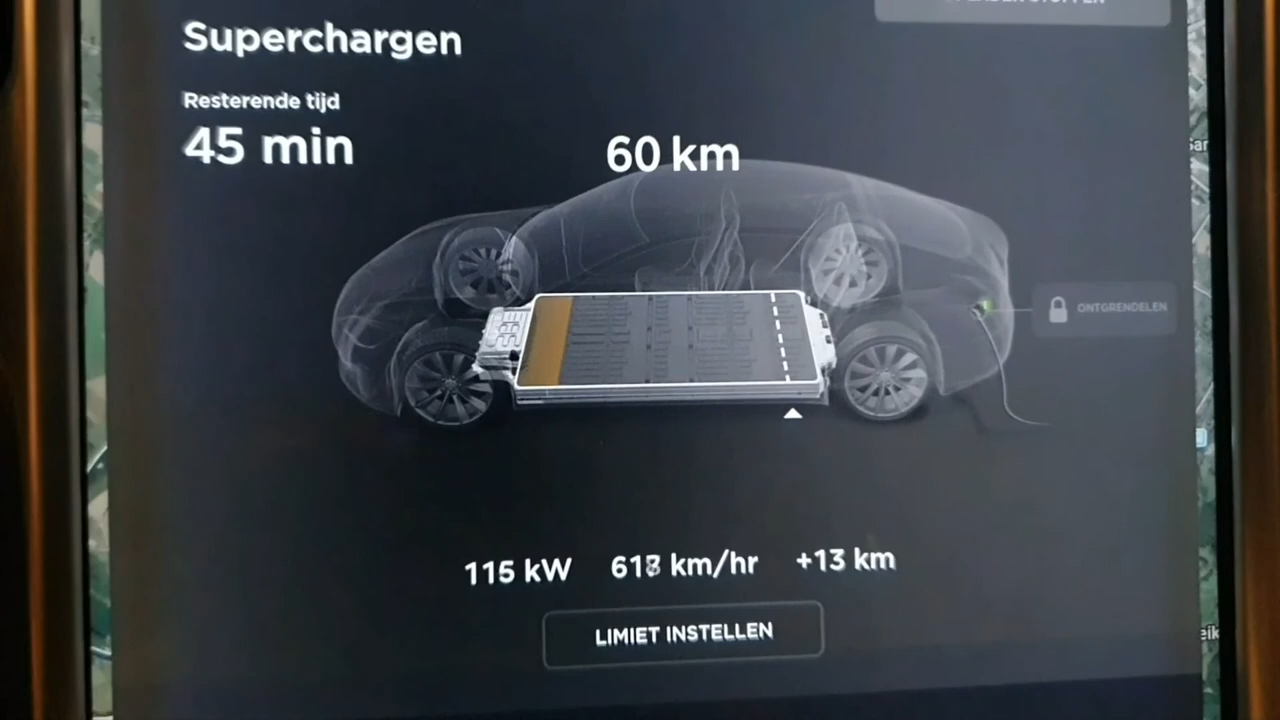 Superchargen
Resterende tijd
45 min
60 km
ONTGRENDELEN
115 kW
618 km/hr
+13 km
LIMIET INSTELLEN